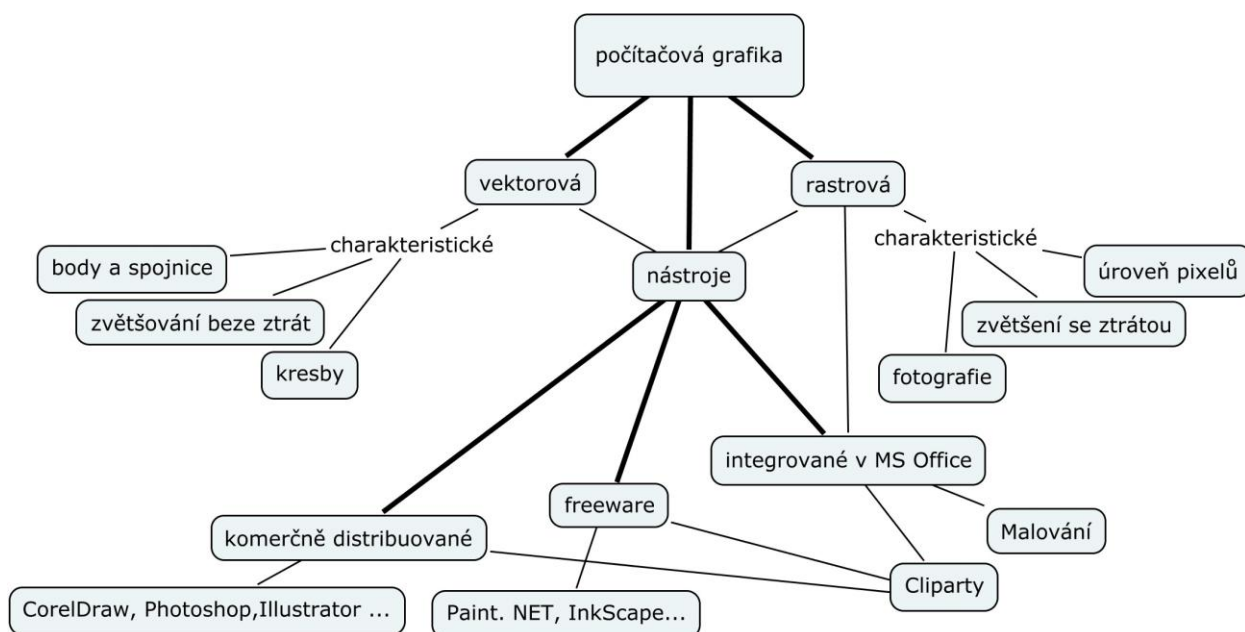 počítačová grafika
vektorová
rastrová
charakteristické
charakteristické
body a spojnice
nástroje
úroveň pixelů
zvětšování beze ztrát
zvětšení se ztrátou
kresby
fotografie
integrované v MS Office
freeware
komerčně distribuované
Malování
Cliparty
CorelDraw, Photoshop,Illustrator ...
Paint. NET, InkScape...